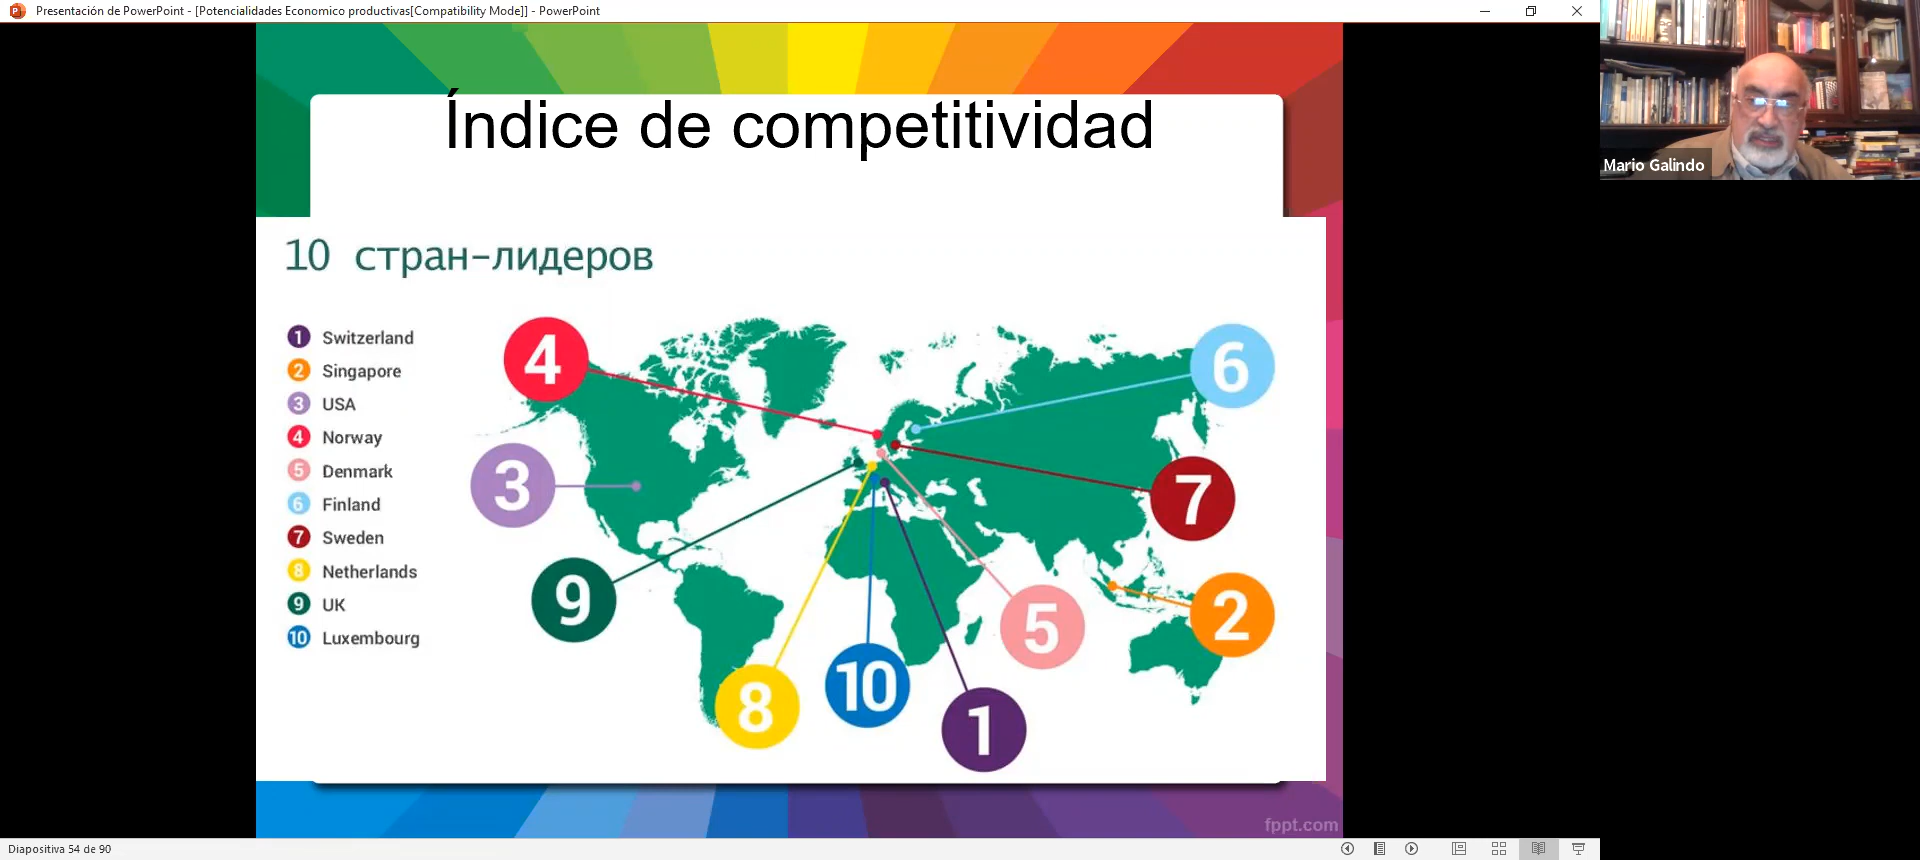 Presentación de PowerPoint - [Potencialidades Economico productivas[Compatibility Mode]] - PowerPoint
Mario Galindo
Índice de competitividad
10 стран-лидеров
1 Switzerland
2 Singapore
3 USA
4 Norway
5 Denmark
6 Finland
7 Sweden
8 Netherlands
9 UK
10 Luxembourg
4
6
3
7
9
5
2
8
10
1
fppt.com
Diapositiva 54 de 90